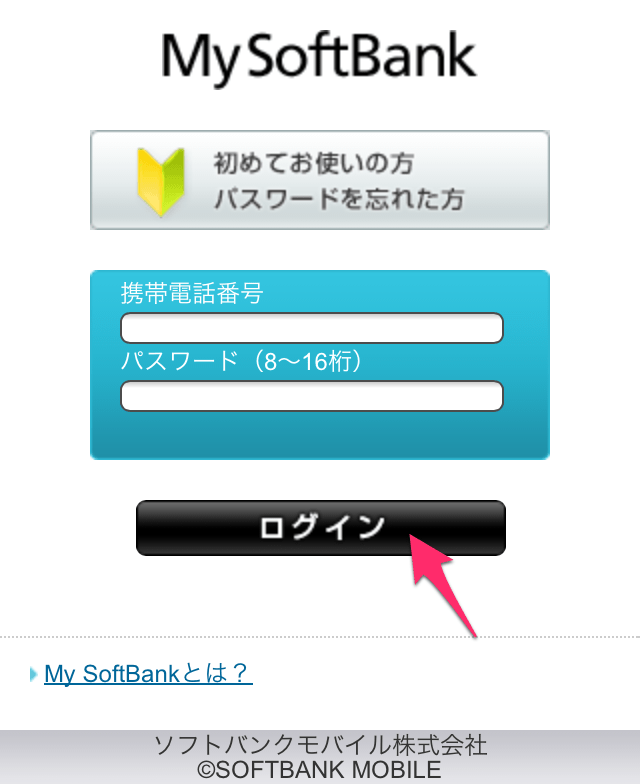 My SoftBank
初めてお使いの方
パスワードを忘れた方
携帯電話番号
パスワード（8～16桁）
ログイン
My SoftBankとは？
ソフトバンクモバイル株式会社
©SOFTBANK MOBILE